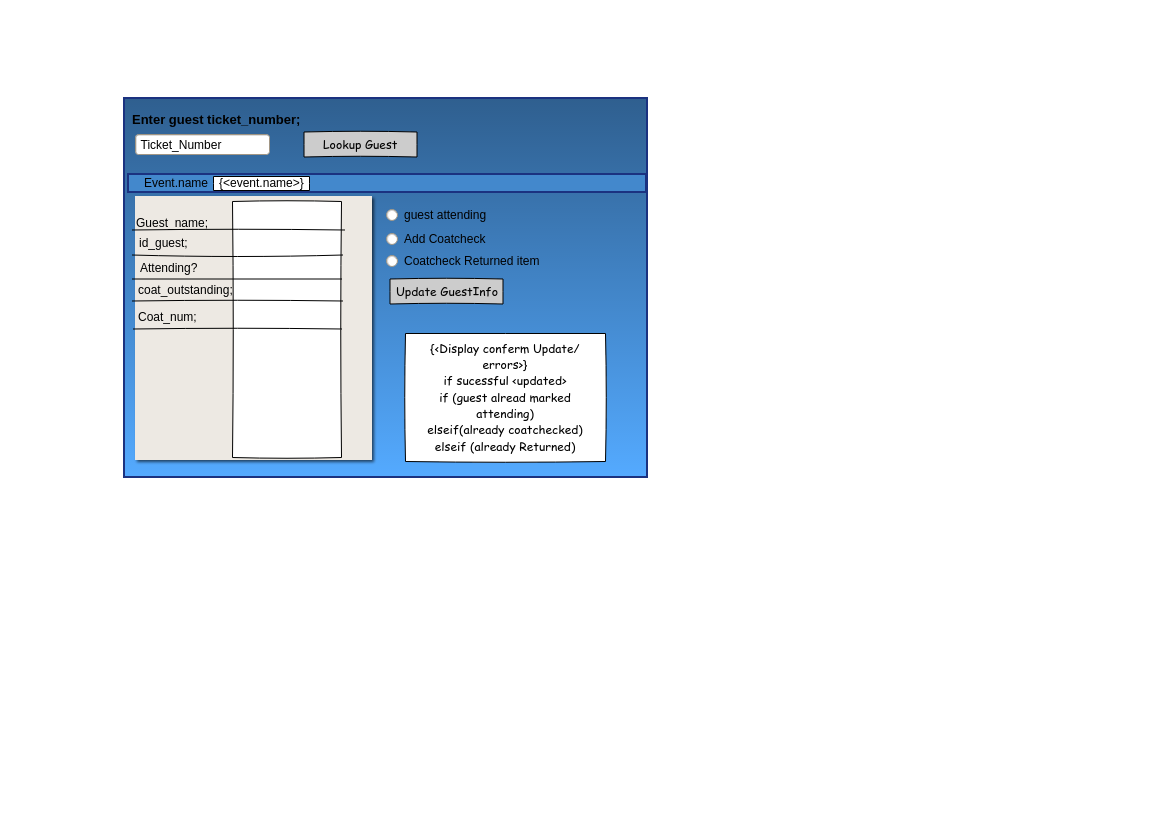 Enter guest ticket_number;
Ticket_Number
Lookup Guest
Event.name {<event.name>}
Guest_name;
id_guest;
Attending?
coat_outstanding;
Coat_num;
guest attending
Add Coatcheck
Coatcheck Returned item
Update GuestInfo
{<Display conferm Update/
errors>}
if sucessful <updated>
if (guest alread marked
attending)
elseif(already coatchecked)
elseif (already Returned)